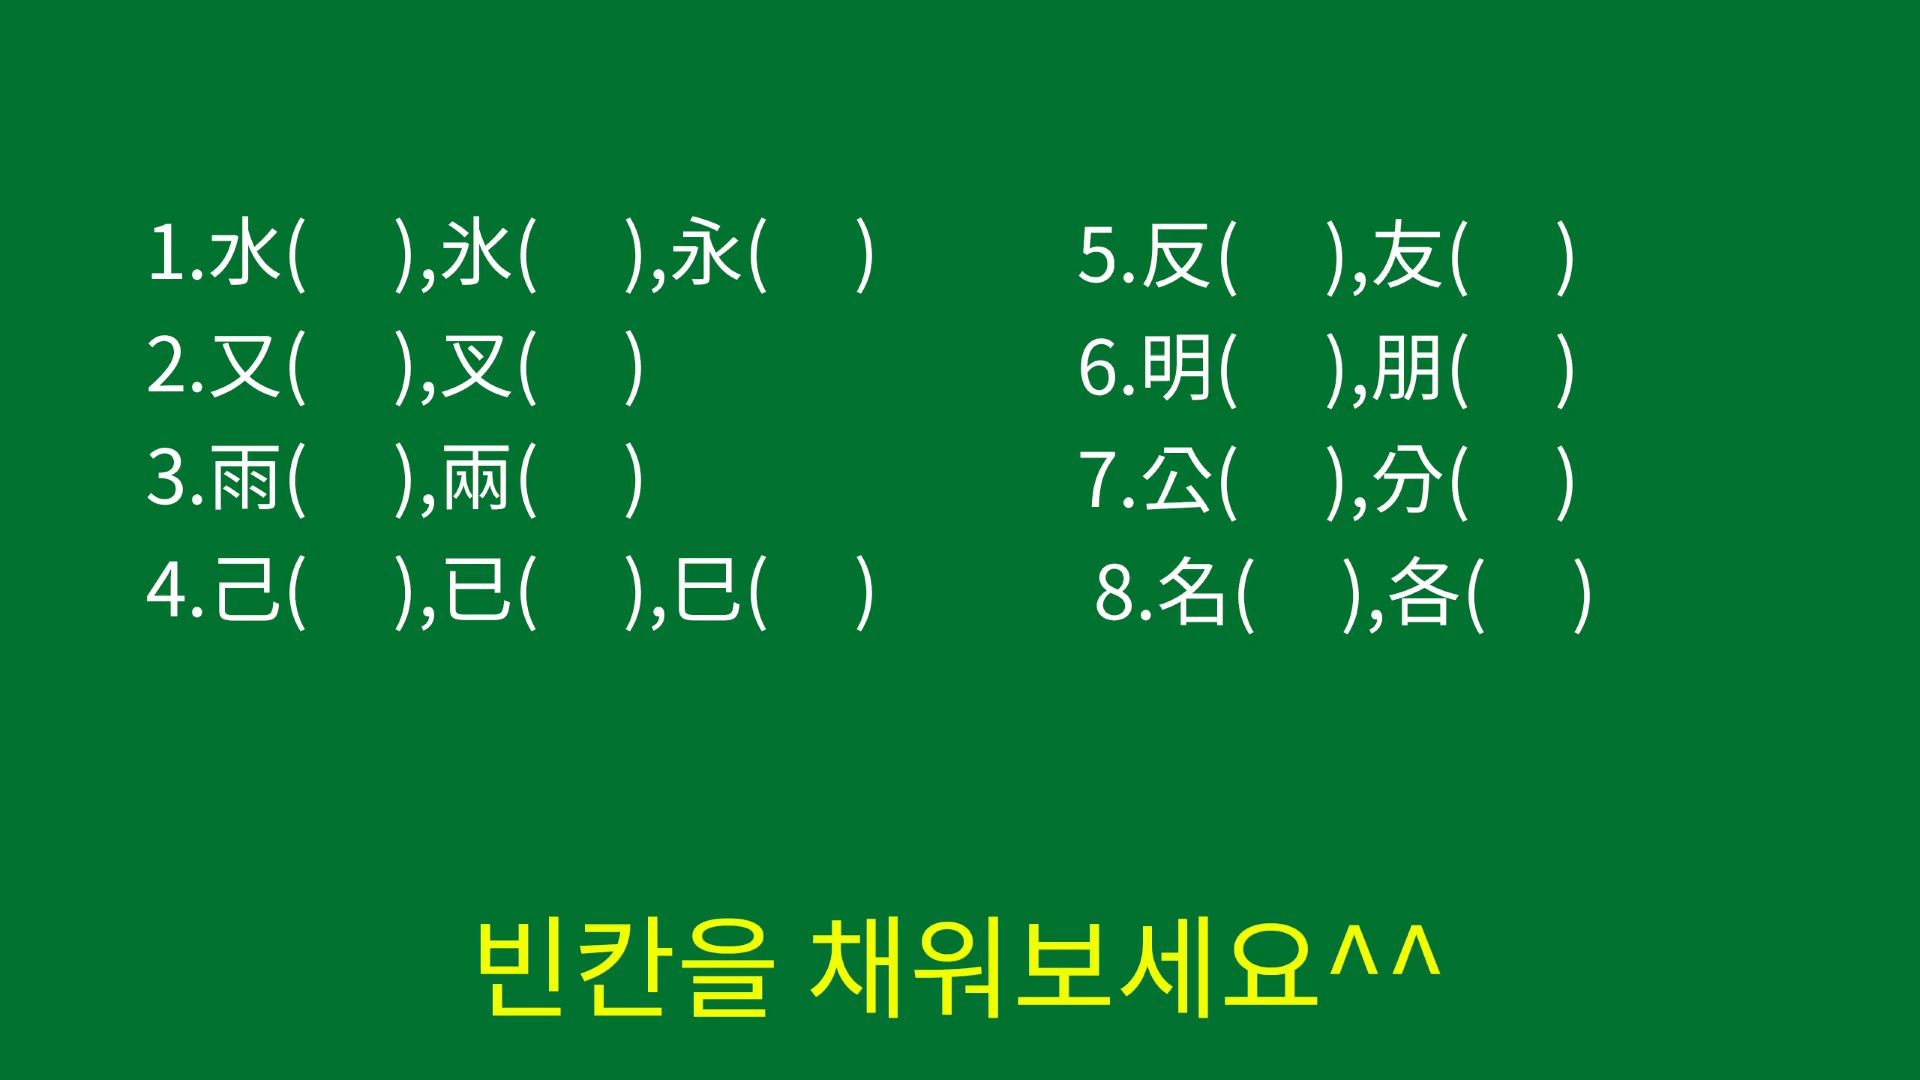 1.水(    ),氷(    ),永(    )
2.又(    ),叉(    )
3.雨(    ),兩(    )
4.己(    ),已(    ),巳(    )
5.反(    ),友(    )
6.明(    ),朋(    )
7.公(    ),分(    )
8.名(    ),各(    )
빈칸을 채워보세요^^